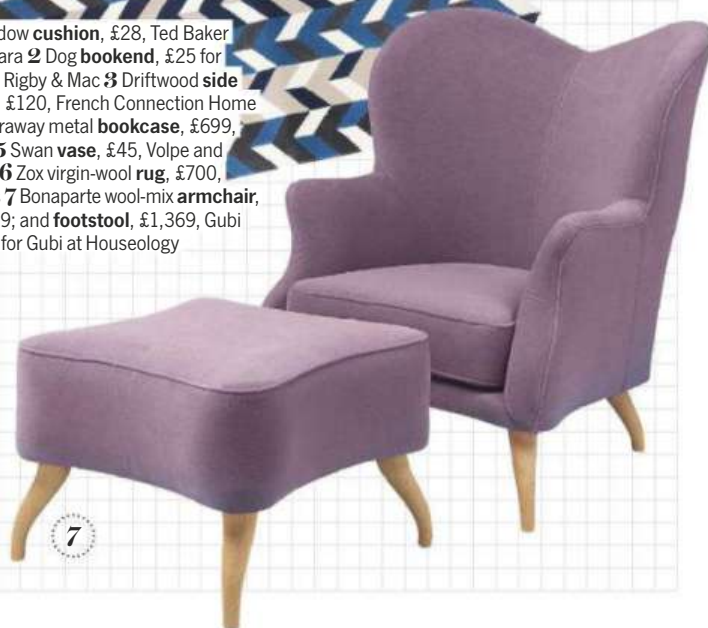 dow cushion, £28, Ted Baker
ara 2 Dog bookend, £25 for
Rigby & Mac 3 Driftwood side
£120, French Connection Home
raway metal bookcase, £699,
5 Swan vase, £45, Volpe and
6 Zox virgin-wool rug, £700,
7 Bonaparte wool-mix armchair,
9; and footstool, £1,369, Gubi
for Gubi at Houseology
7